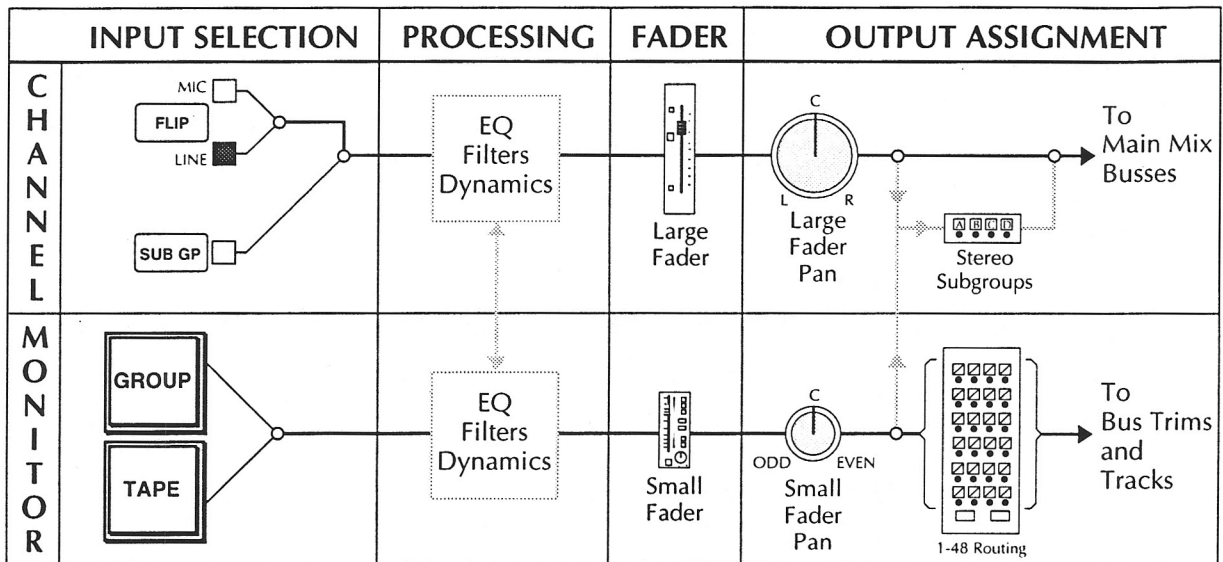 INPUT SELECTION
PROCESSING
FADER
OUTPUT ASSIGNMENT
CHANNEL
MIC
FLIP
LINE
SUB GP
EQ
Filters
Dynamics
Large
Fader
C
L
R
Large
Fader
Pan
A B C D
Stereo
Subgroups
To
Main Mix
Busses
MONITOR
GROUP
TAPE
EQ
Filters
Dynamics
Small
Fader
C
ODD
EVEN
Small
Fader
Pan
1-48 Routing
To
Bus Trims
and
Tracks